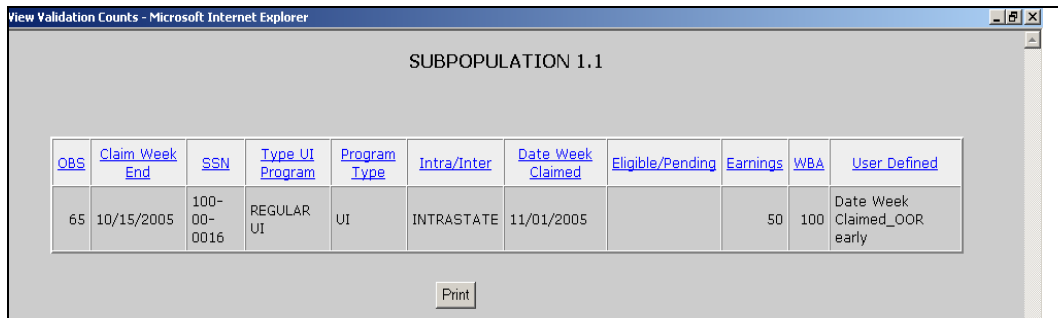 View Validation Counts - Microsoft Internet Explorer
SUBPOPULATION 1.1
OBS Claim Week End SSN Type UI Program Program Type Intra/Inter Date Week Claimed Eligible/Pending Earnings WBA User Defined
65 10/15/2005 100-00-0016 REGULAR UI UI INTRASTATE 11/01/2005 50 100 Date Week Claimed_OOR early
Print